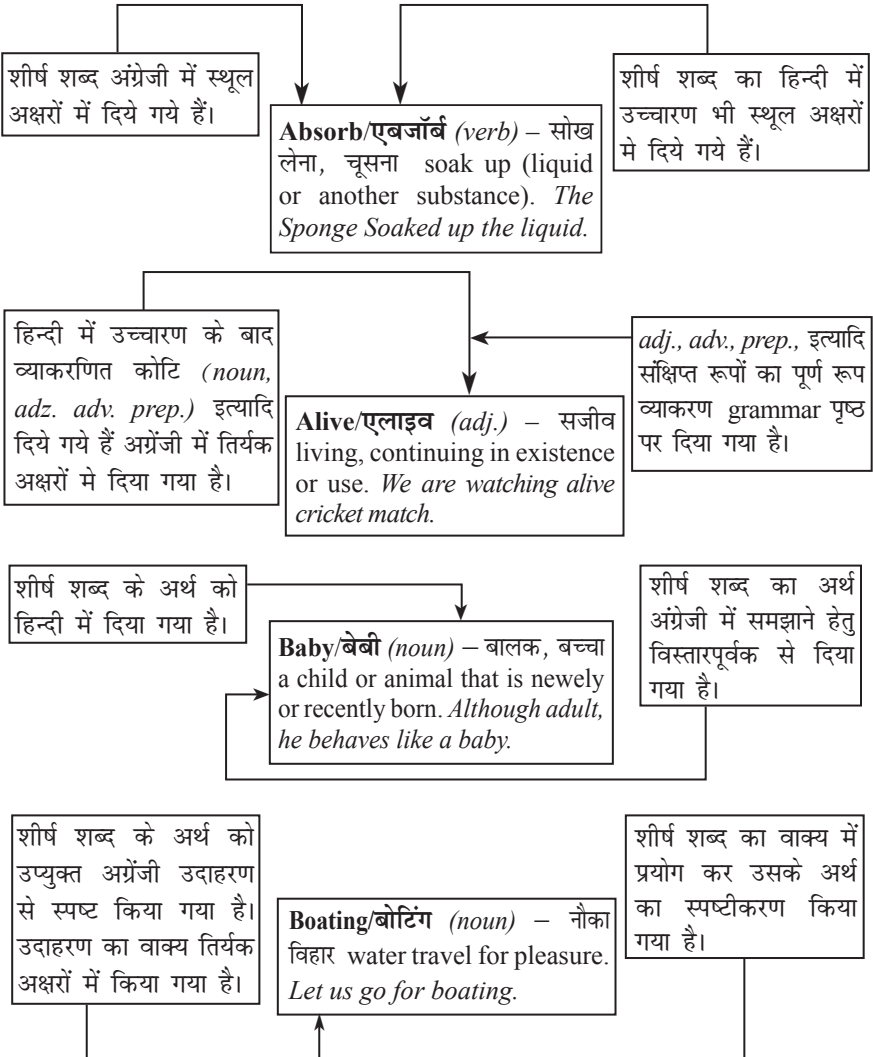 शीर्ष शब्द अंग्रेजी में स्थूल
अक्षरों में दिये गये हैं।
शीर्ष शब्द का हिन्दी में
उच्चारण भी स्थूल अक्षरों
मे दिये गये हैं।
Absorb/एबजॉर्ब (verb) – सोख
लेना, चूसना soak up (liquid
or another substance). The
Sponge Soaked up the liquid.
हिन्दी में उच्चारण के बाद
व्याकरणित कोटि (noun,
adz. adv. prep.) इत्यादि
दिये गये हैं अग्रेंजी में तिर्यक
अक्षरों मे दिया गया है।
adj., adv., prep., इत्यादि
संक्षिप्त रूपों का पूर्ण रूप
व्याकरण grammar पृष्ठ
पर दिया गया है।
Alive/एलाइव (adj.) – सजीव
living, continuing in existence
or use. We are watching alive
cricket match.
शीर्ष शब्द के अर्थ को
हिन्दी में दिया गया है।
शीर्ष शब्द का अर्थ
अंग्रेजी में समझाने हेतु
विस्तारपूर्वक से दिया
गया है।
Baby/बेबी (noun) – बालक, बच्चा
a child or animal that is newely
or recently born. Although adult,
he behaves like a baby.
शीर्ष शब्द के अर्थ को
उप्युक्त अग्रेंजी उदाहरण
से स्पष्ट किया गया है।
उदाहरण का वाक्य तिर्यक
अक्षरों में किया गया है।
शीर्ष शब्द का वाक्य में
प्रयोग कर उसके अर्थ
का स्पष्टीकरण किया
गया है।
Boating/बोटिंग (noun) – नौका
विहार water travel for pleasure.
Let us go for boating.